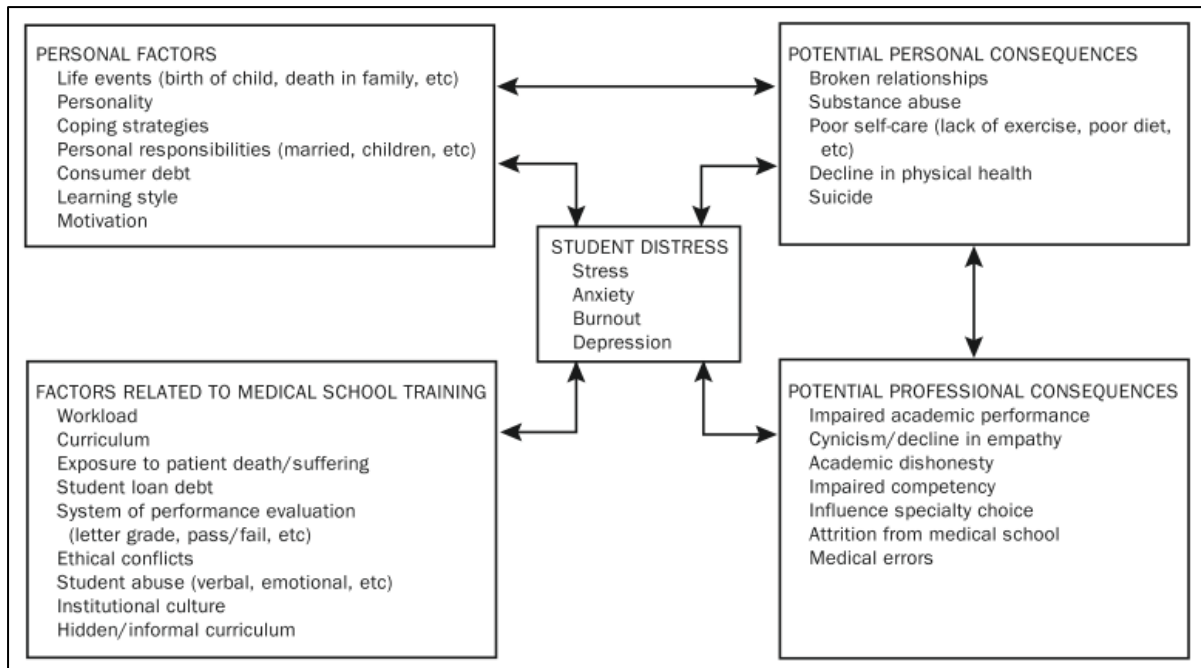 PERSONAL FACTORS
Life events (birth of child, death in family, etc)
Personality
Coping strategies
Personal responsibilities (married, children, etc)
Consumer debt
Learning style
Motivation
POTENTIAL PERSONAL CONSEQUENCES
Broken relationships
Substance abuse
Poor self-care (lack of exercise, poor diet,
etc)
Decline in physical health
Suicide
STUDENT DISTRESS
Stress
Anxiety
Burnout
Depression
FACTORS RELATED TO MEDICAL SCHOOL TRAINING
Workload
Curriculum
Exposure to patient death/suffering
Student loan debt
System of performance evaluation
(letter grade, pass/fail, etc)
Ethical conflicts
Student abuse (verbal, emotional, etc)
Institutional culture
Hidden/informal curriculum
POTENTIAL PROFESSIONAL CONSEQUENCES
Impaired academic performance
Cynicism/decline in empathy
Academic dishonesty
Impaired competency
Influence specialty choice
Attrition from medical school
Medical errors